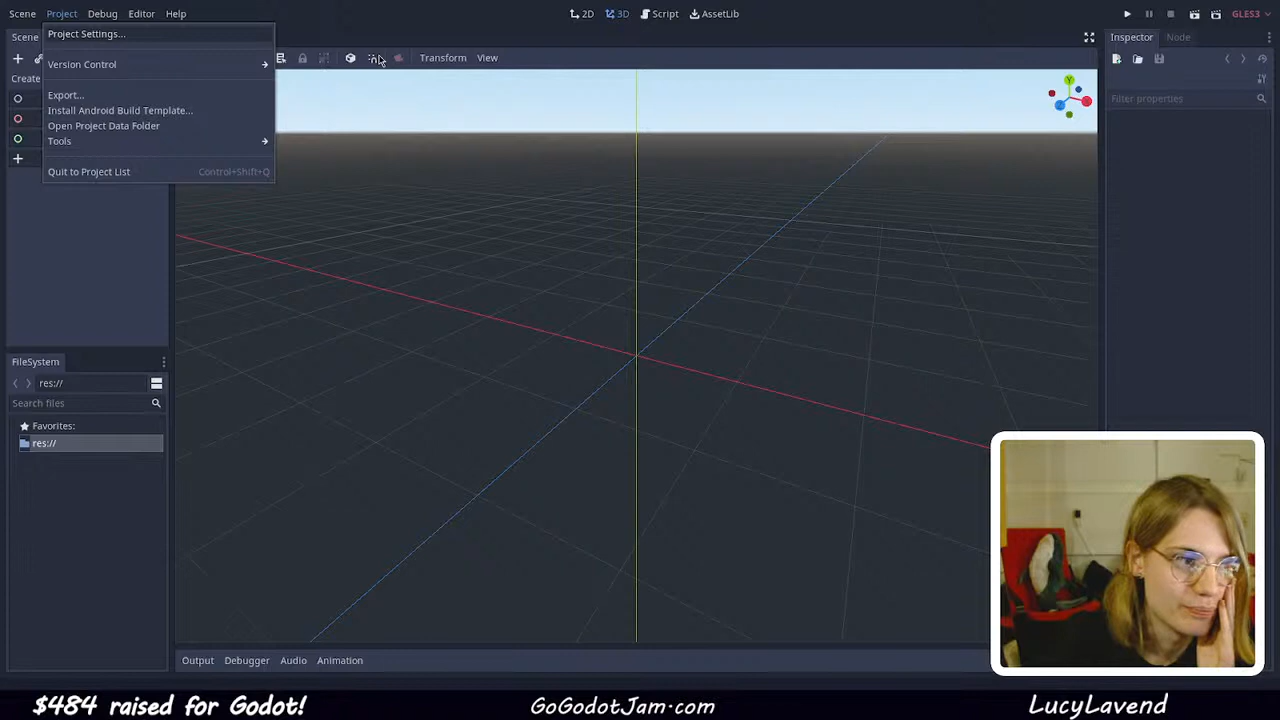 Scene Project Debug Editor Help
2D 3D Script AssetLib
GLES3
Scene
Project Settings...
Version Control
Export...
Install Android Build Template...
Open Project Data Folder
Tools
Quit to Project List Control+Shift+Q
Create
Transform View
Y
Inspector Node
Filter properties
FileSystem
res://
Search files
Favorites:
res://
Output Debugger Audio Animation
$484 raised for Godot!
GoGodotJam.com
LucyLavend